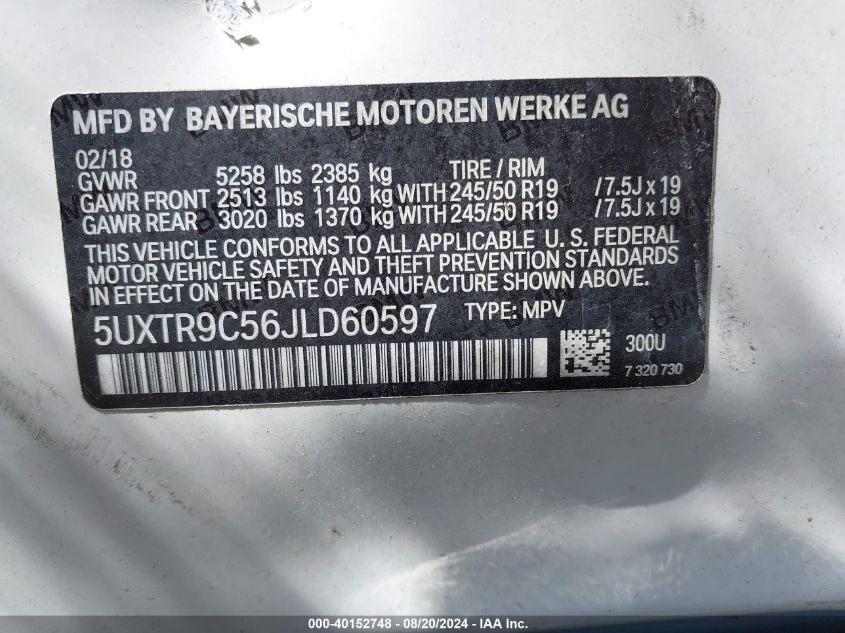 MFD BY BAYERISCHE MOTOREN WERKE AG
02/18
GVWR 5258 lbs 2385 kg TIRE / RIM
GAWR FRONT 2513 lbs 1140 kg WITH 245/50 R19 /7.5J x 19
GAWR REAR 3020 lbs 1370 kg WITH 245/50 R19 /7.5J x 19
THIS VEHICLE CONFORMS TO ALL APPLICABLE U. S. FEDERAL
MOTOR VEHICLE SAFETY AND THEFT PREVENTION STANDARDS
IN EFFECT ON THE DATE OF MANUFACTURE SHOWN ABOVE.
5UXTR9C56JLD60597 TYPE: MPV
300U
7 320 730
000-40152748 - 08/20/2024 - IAA Inc.